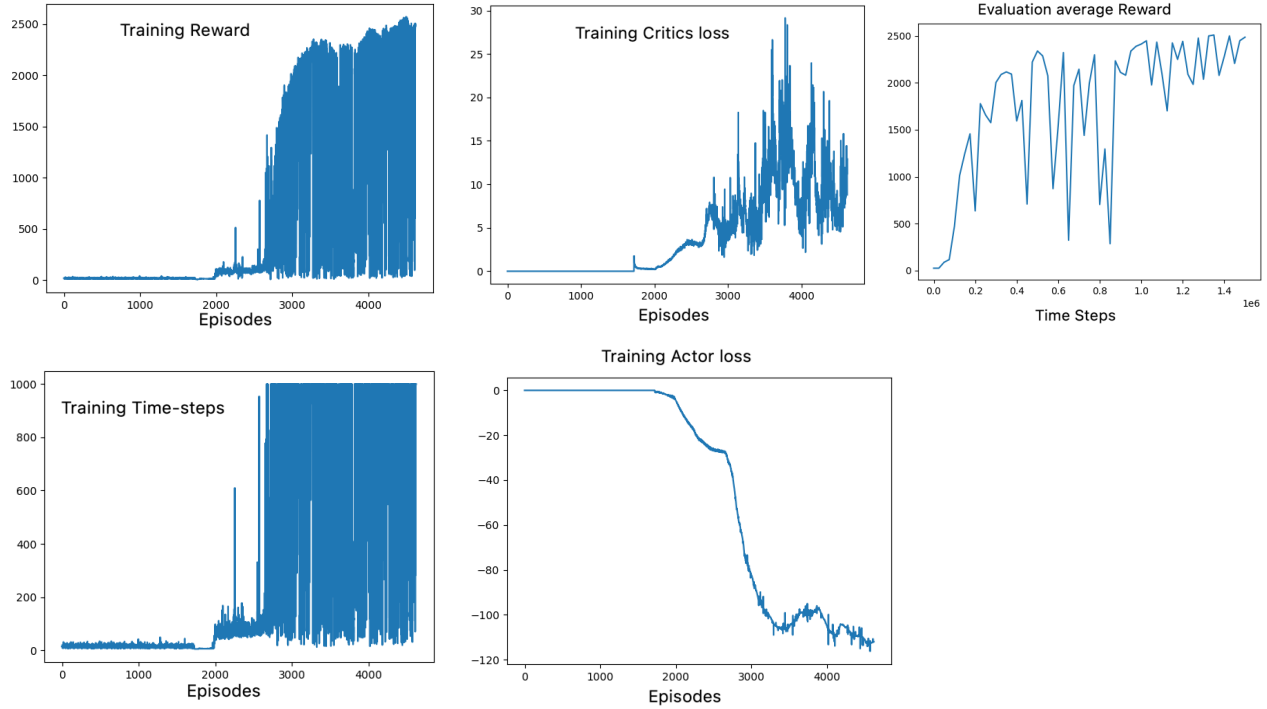 Training Reward
2500
2000
1500
1000
500
0
0 1000 2000 3000 4000
Episodes
Training Critics loss
30
25
20
15
10
5
0
0 1000 2000 3000 4000
Episodes
Evaluation average Reward
2500
2000
1500
1000
500
0
0.0 0.2 0.4 0.6 0.8 1.0 1.2 1.4
1e6
Time Steps
Training Time-steps
1000
800
600
400
200
0
0 1000 2000 3000 4000
Episodes
Training Actor loss
0
−20
−40
−60
−80
−100
−120
0 1000 2000 3000 4000
Episodes